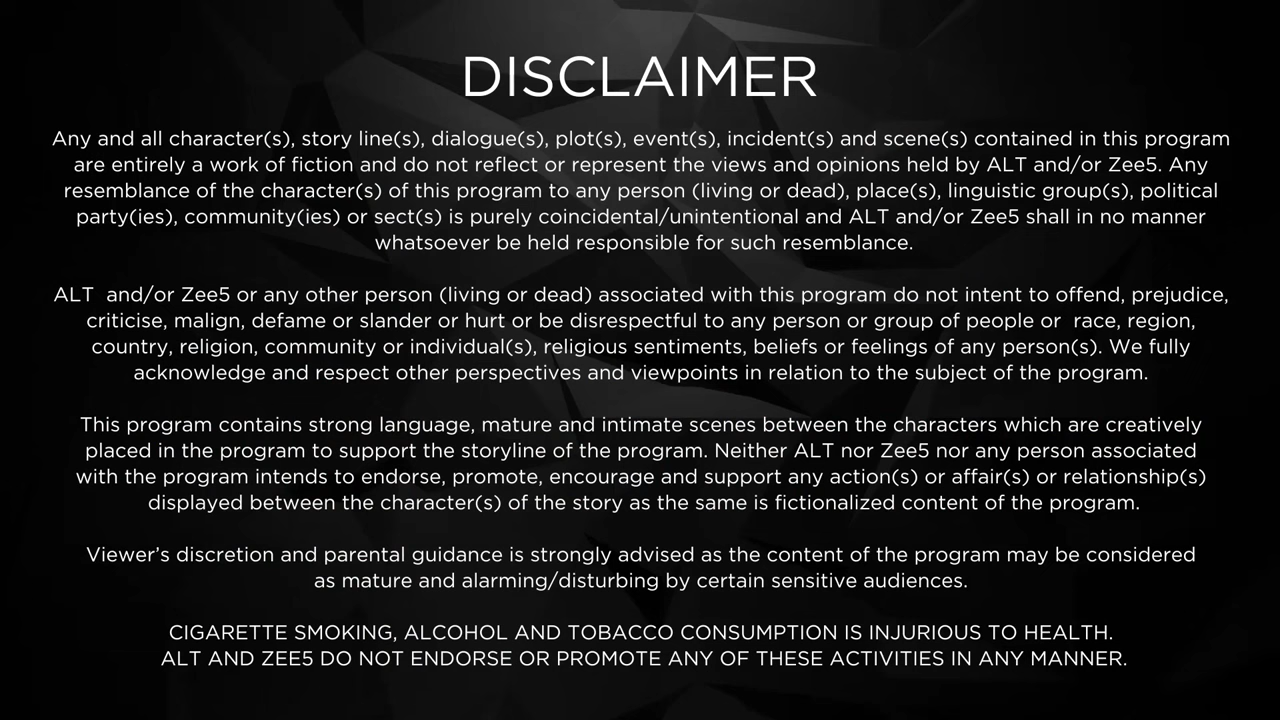 DISCLAIMER
Any and all character(s), story line(s), dialogue(s), plot(s), event(s), incident(s) and scene(s) contained in this program
are entirely a work of fiction and do not reflect or represent the views and opinions held by ALT and/or Zee5. Any
resemblance of the character(s) of this program to any person (living or dead), place(s), linguistic group(s), political
party(ies), community(ies) or sect(s) is purely coincidental/unintentional and ALT and/or Zee5 shall in no manner
whatsoever be held responsible for such resemblance.
ALT  and/or Zee5 or any other person (living or dead) associated with this program do not intent to offend, prejudice,
criticise, malign, defame or slander or hurt or be disrespectful to any person or group of people or  race, region,
country, religion, community or individual(s), religious sentiments, beliefs or feelings of any person(s). We fully
acknowledge and respect other perspectives and viewpoints in relation to the subject of the program.
This program contains strong language, mature and intimate scenes between the characters which are creatively
placed in the program to support the storyline of the program. Neither ALT nor Zee5 nor any person associated
with the program intends to endorse, promote, encourage and support any action(s) or affair(s) or relationship(s)
displayed between the character(s) of the story as the same is fictionalized content of the program.
Viewer’s discretion and parental guidance is strongly advised as the content of the program may be considered
as mature and alarming/disturbing by certain sensitive audiences.
CIGARETTE SMOKING, ALCOHOL AND TOBACCO CONSUMPTION IS INJURIOUS TO HEALTH.
ALT AND ZEE5 DO NOT ENDORSE OR PROMOTE ANY OF THESE ACTIVITIES IN ANY MANNER.